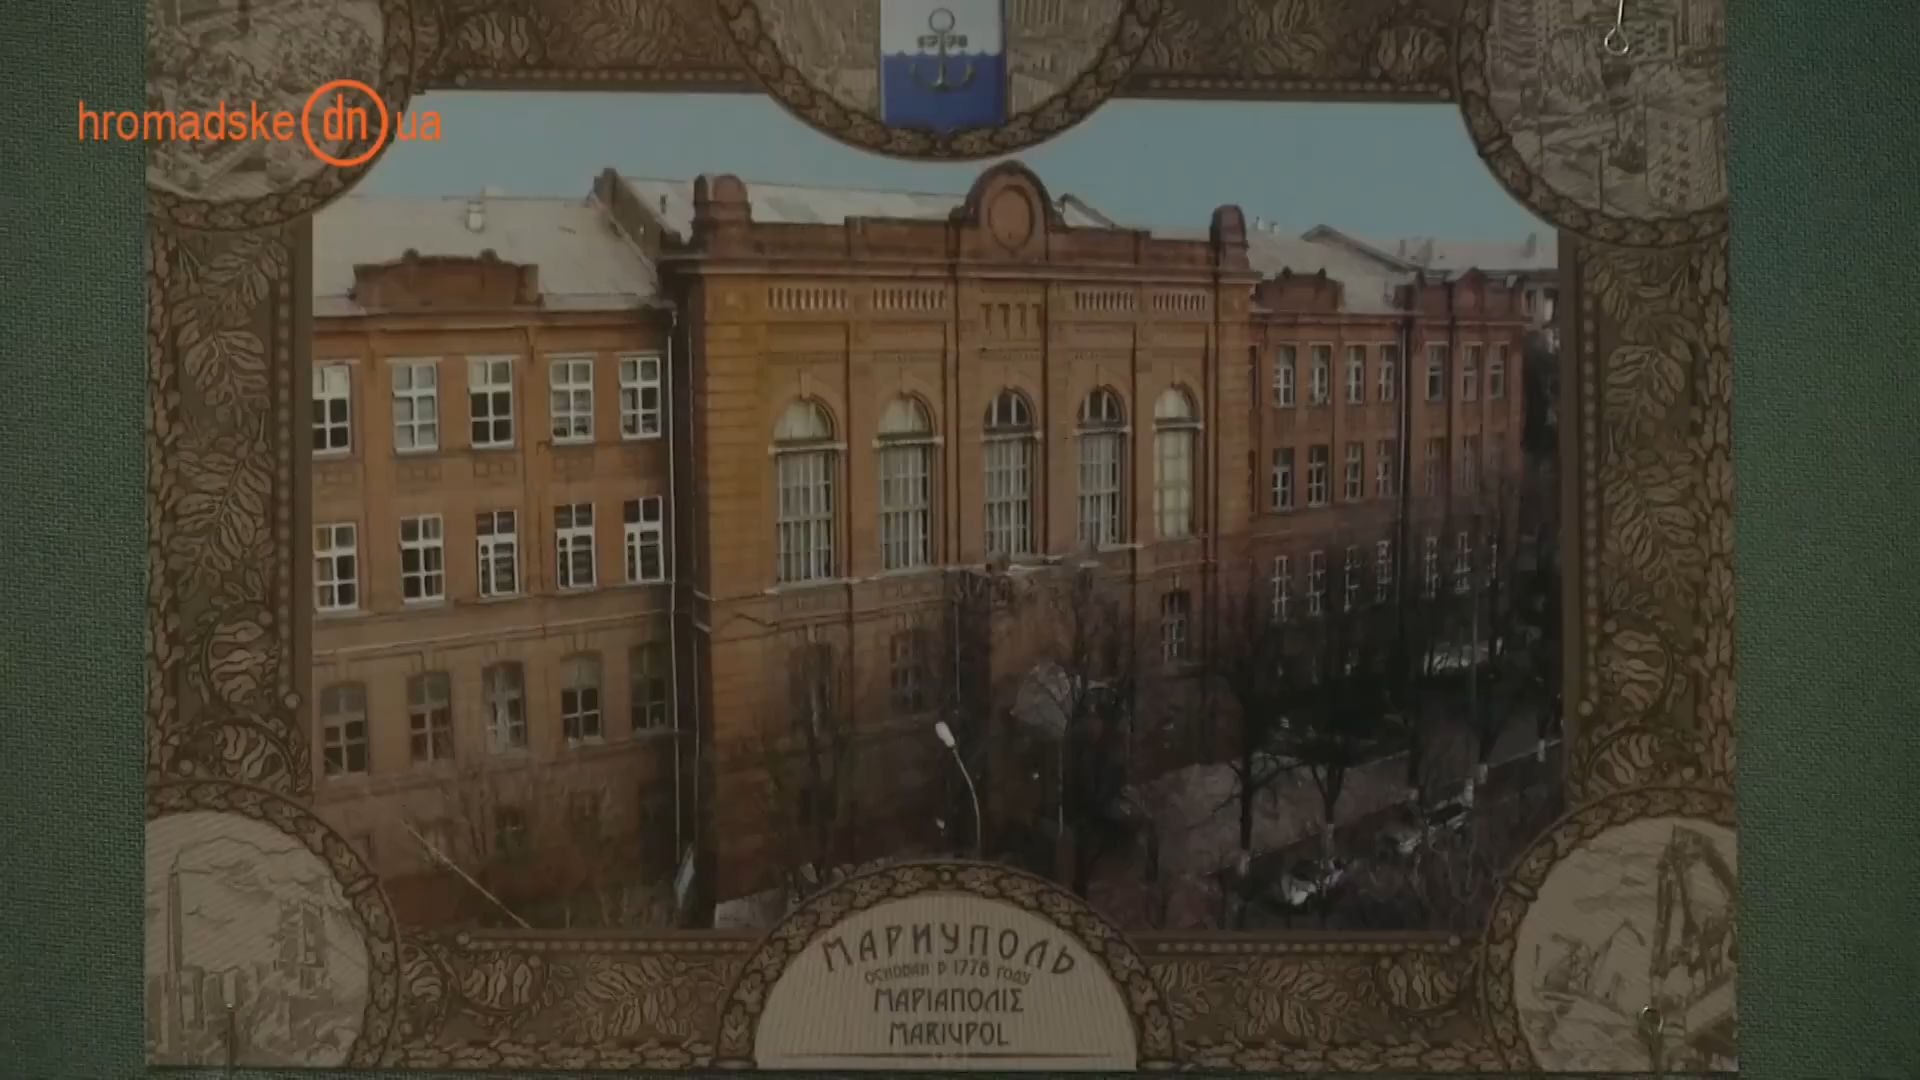 1778
hromadske dn ua
МАРИУПОЛЬ
ОСНОВАН В 1778 ГОДУ
ΜΑΡΙΑΠΟΛΙΣ
MARIUPOL